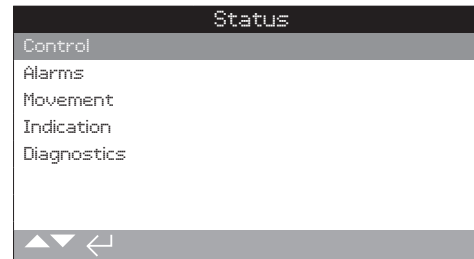 Status
Control
Alarms
Movement
Indication
Diagnostics